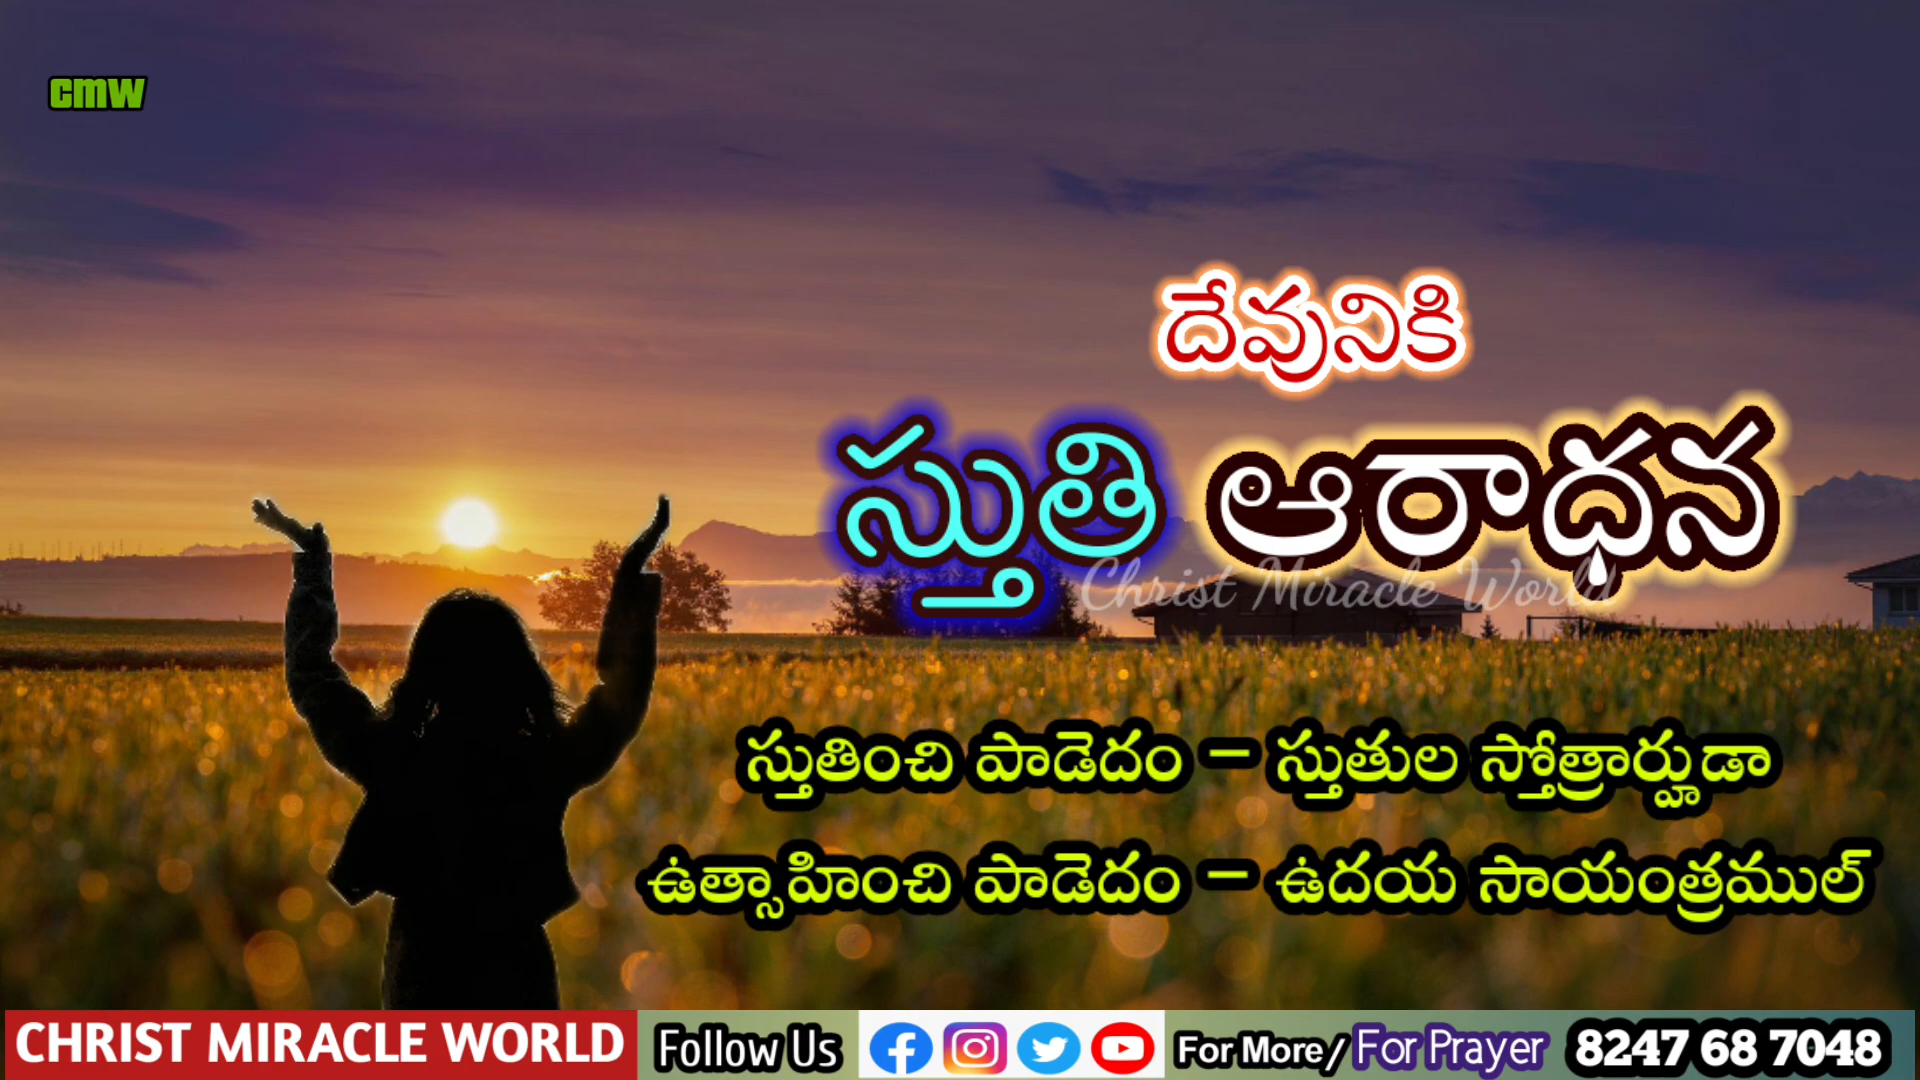 cmw
దేవునికి
స్తుతి ఆరాధన
Christ Miracle World
స్తుతించి పాడెదం – స్తుతుల స్తోత్రార్హుడా
ఉత్సాహించి పాడెదం – ఉదయ సాయంత్రముల్
CHRIST MIRACLE WORLD Follow Us For More/ For Prayer 8247 68 7048